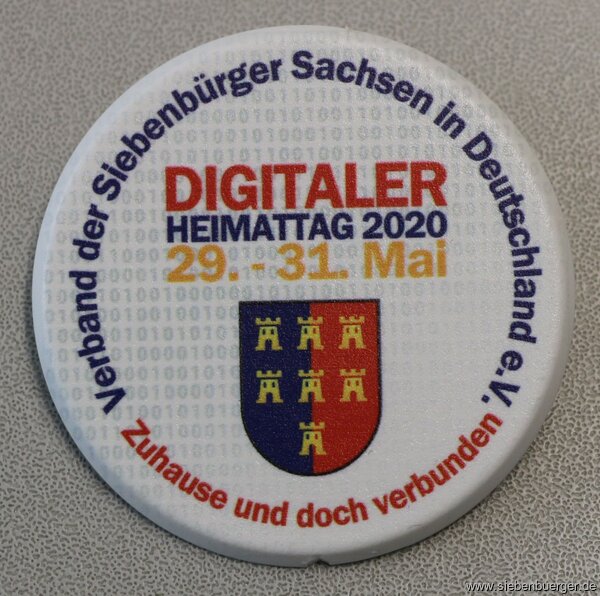 Verband der Siebenbürger Sachsen in Deutschland e.V.
DIGITALER
HEIMATTAG 2020
29. - 31. Mai
Zuhause und doch verbunden
www.siebenbuerger.de